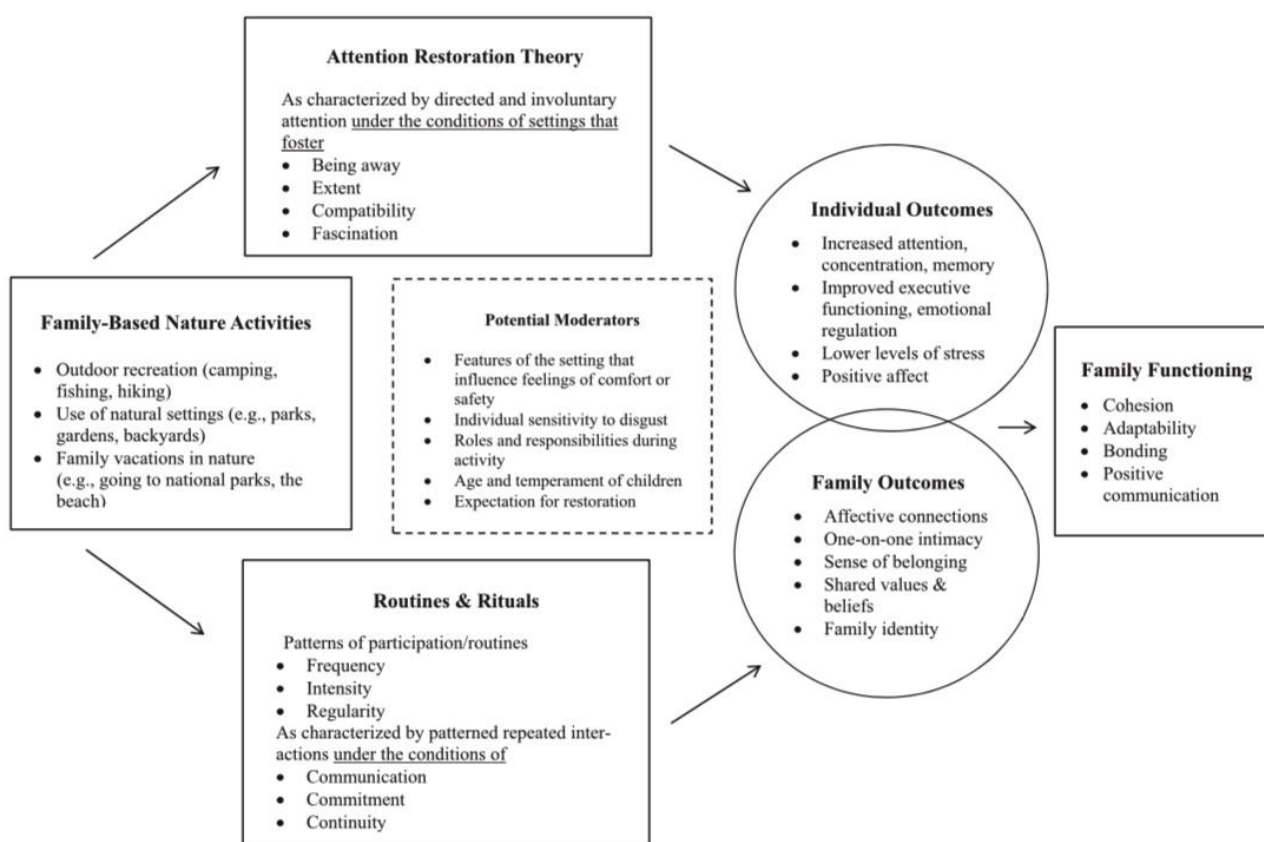 Attention Restoration Theory
As characterized by directed and involuntary
attention under the conditions of settings that
foster
• Being away
• Extent
• Compatibility
• Fascination
Family-Based Nature Activities
• Outdoor recreation (camping,
fishing, hiking)
• Use of natural settings (e.g., parks,
gardens, backyards)
• Family vacations in nature
(e.g., going to national parks, the
beach)
Potential Moderators
• Features of the setting that
influence feelings of comfort or
safety
• Individual sensitivity to disgust
• Roles and responsibilities during
activity
• Age and temperament of children
• Expectation for restoration
Routines & Rituals
Patterns of participation/routines
• Frequency
• Intensity
• Regularity
As characterized by patterned repeated inter-
actions under the conditions of
• Communication
• Commitment
• Continuity
Individual Outcomes
• Increased attention,
concentration, memory
• Improved executive
functioning, emotional
regulation
• Lower levels of stress
• Positive affect
Family Outcomes
• Affective connections
• One-on-one intimacy
• Sense of belonging
• Shared values &
beliefs
• Family identity
Family Functioning
• Cohesion
• Adaptability
• Bonding
• Positive
communication